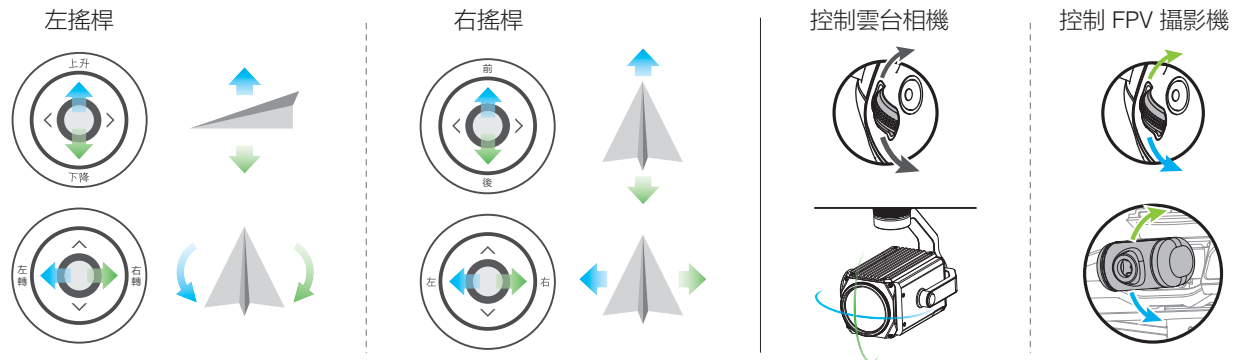 左搖桿
右搖桿
控制雲台相機
控制 FPV 攝影機
上升
下降
前
後
左轉
右轉
左
右